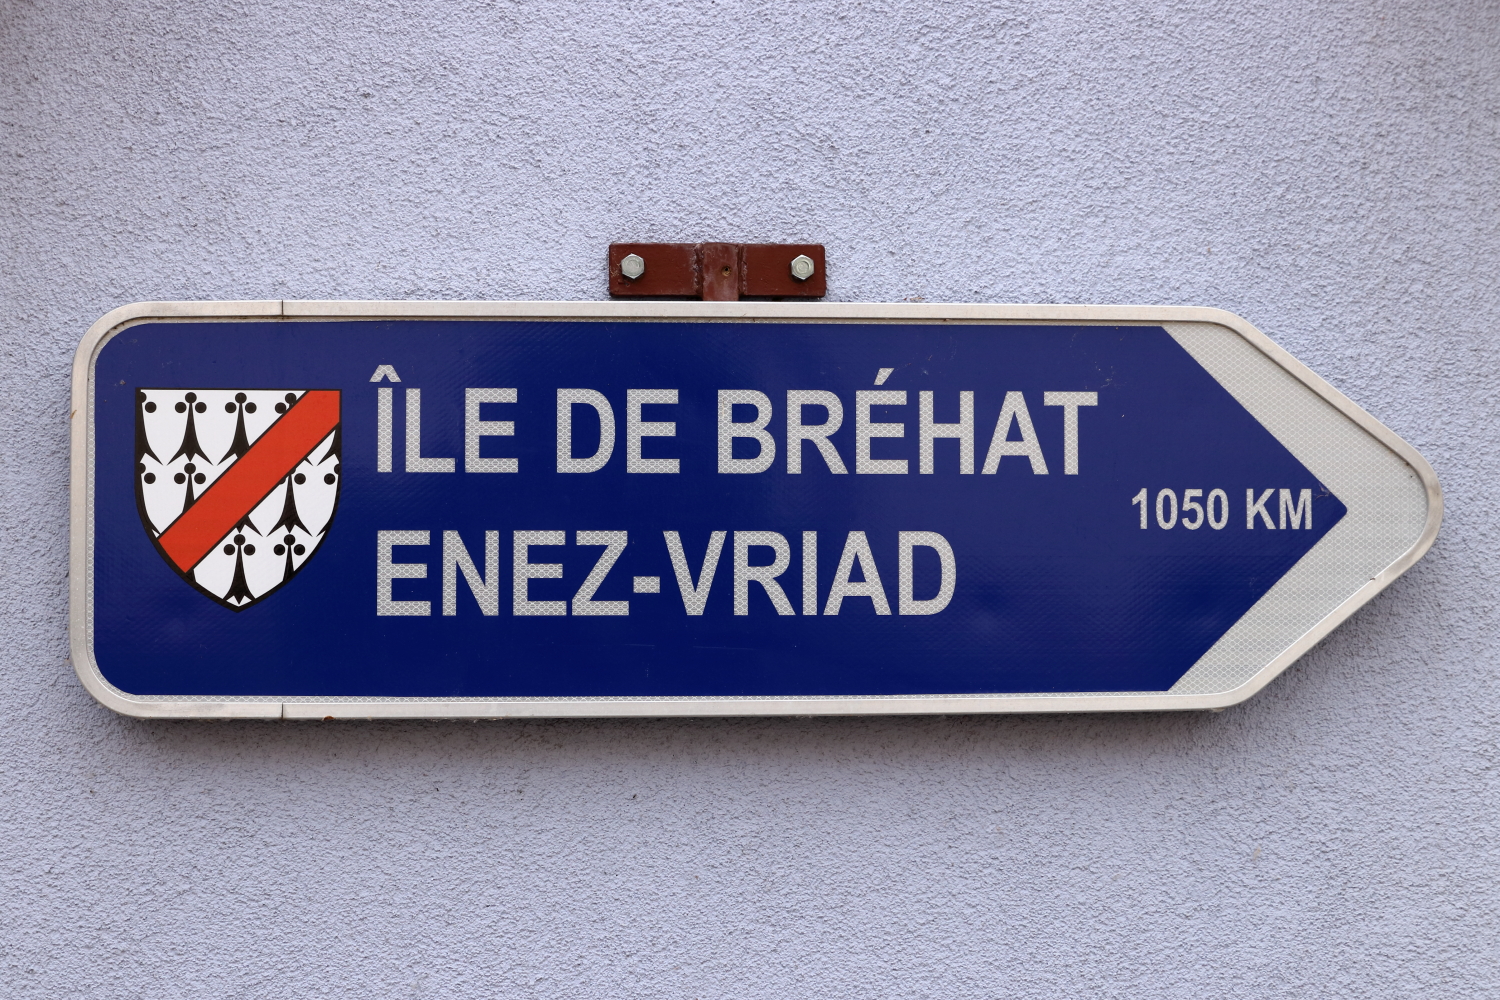 ÎLE DE BRÉHAT
ENEZ-VRIAD
1050 KM